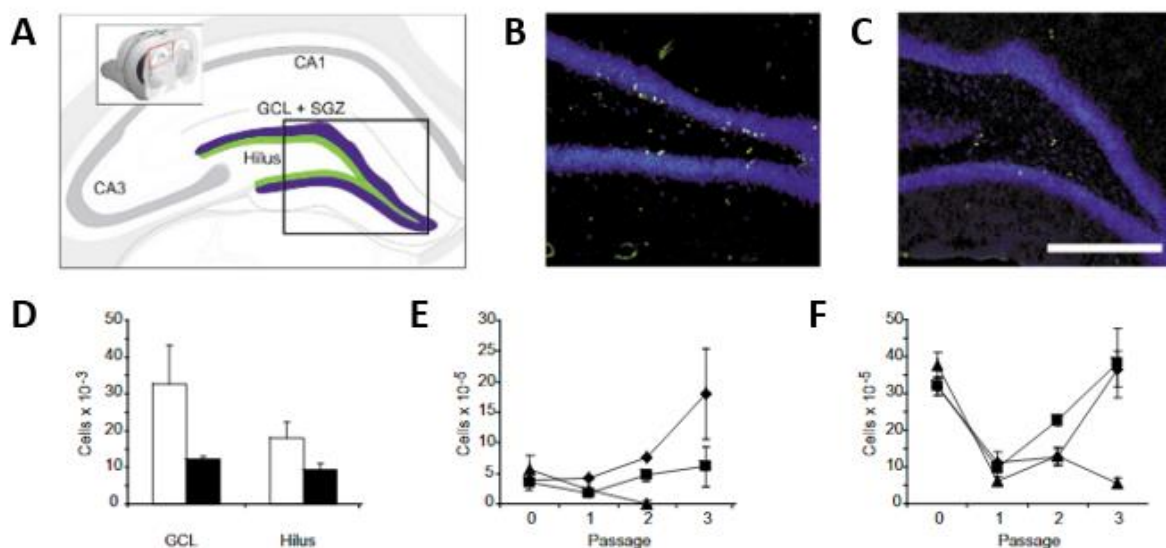 A
CA1
GCL + SGZ
Hilus
CA3
B
C
D
50
40
30
20
10
0
Cells x 10⁻³
GCL
Hilus
E
30
25
20
15
10
5
0
Cells x 10⁻⁵
0 1 2 3
Passage
F
50
40
30
20
10
0
Cells x 10⁻⁵
0 1 2 3
Passage